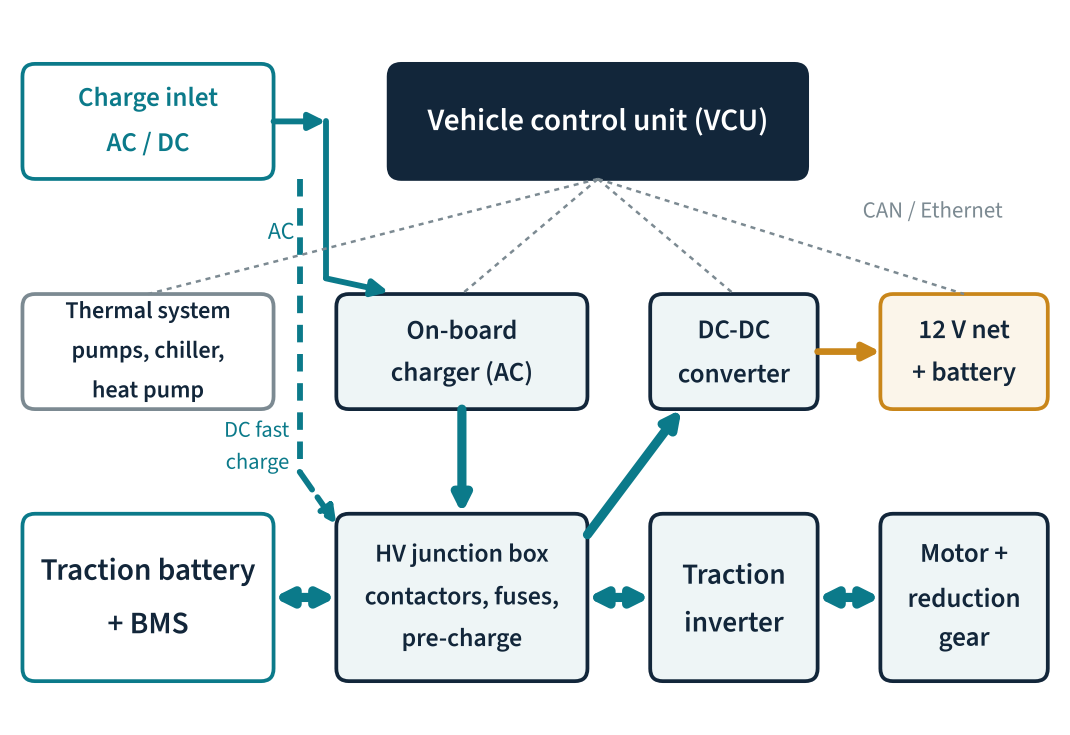 Charge inlet
AC / DC
Vehicle control unit (VCU)
CAN / Ethernet
AC
Thermal system
pumps, chiller,
heat pump
On-board
charger (AC)
DC-DC
converter
12 V net
+ battery
DC fast
charge
Traction battery
+ BMS
HV junction box
contactors, fuses,
pre-charge
Traction
inverter
Motor +
reduction
gear